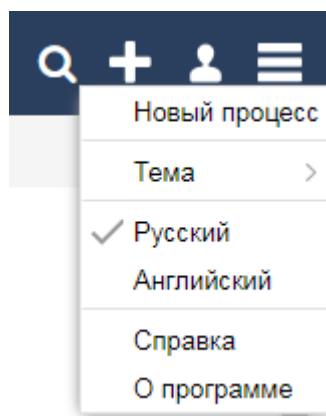 Новый процесс
Тема
Русский
Английский
Справка
О программе